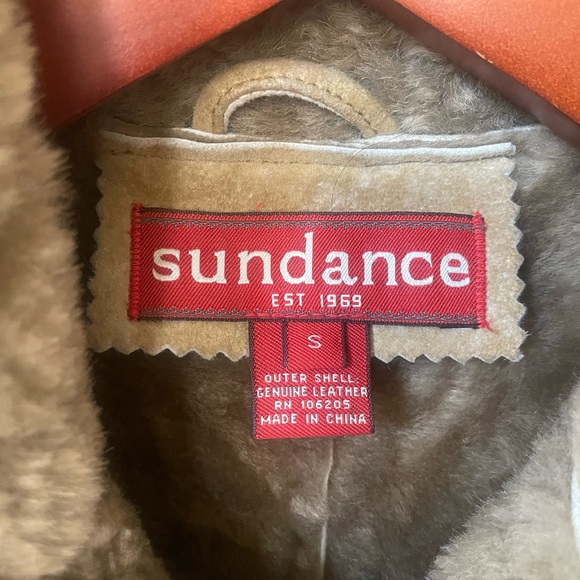 sundance
EST 1969
S
OUTER SHELL:
GENUINE LEATHER
RN 106205
MADE IN CHINA